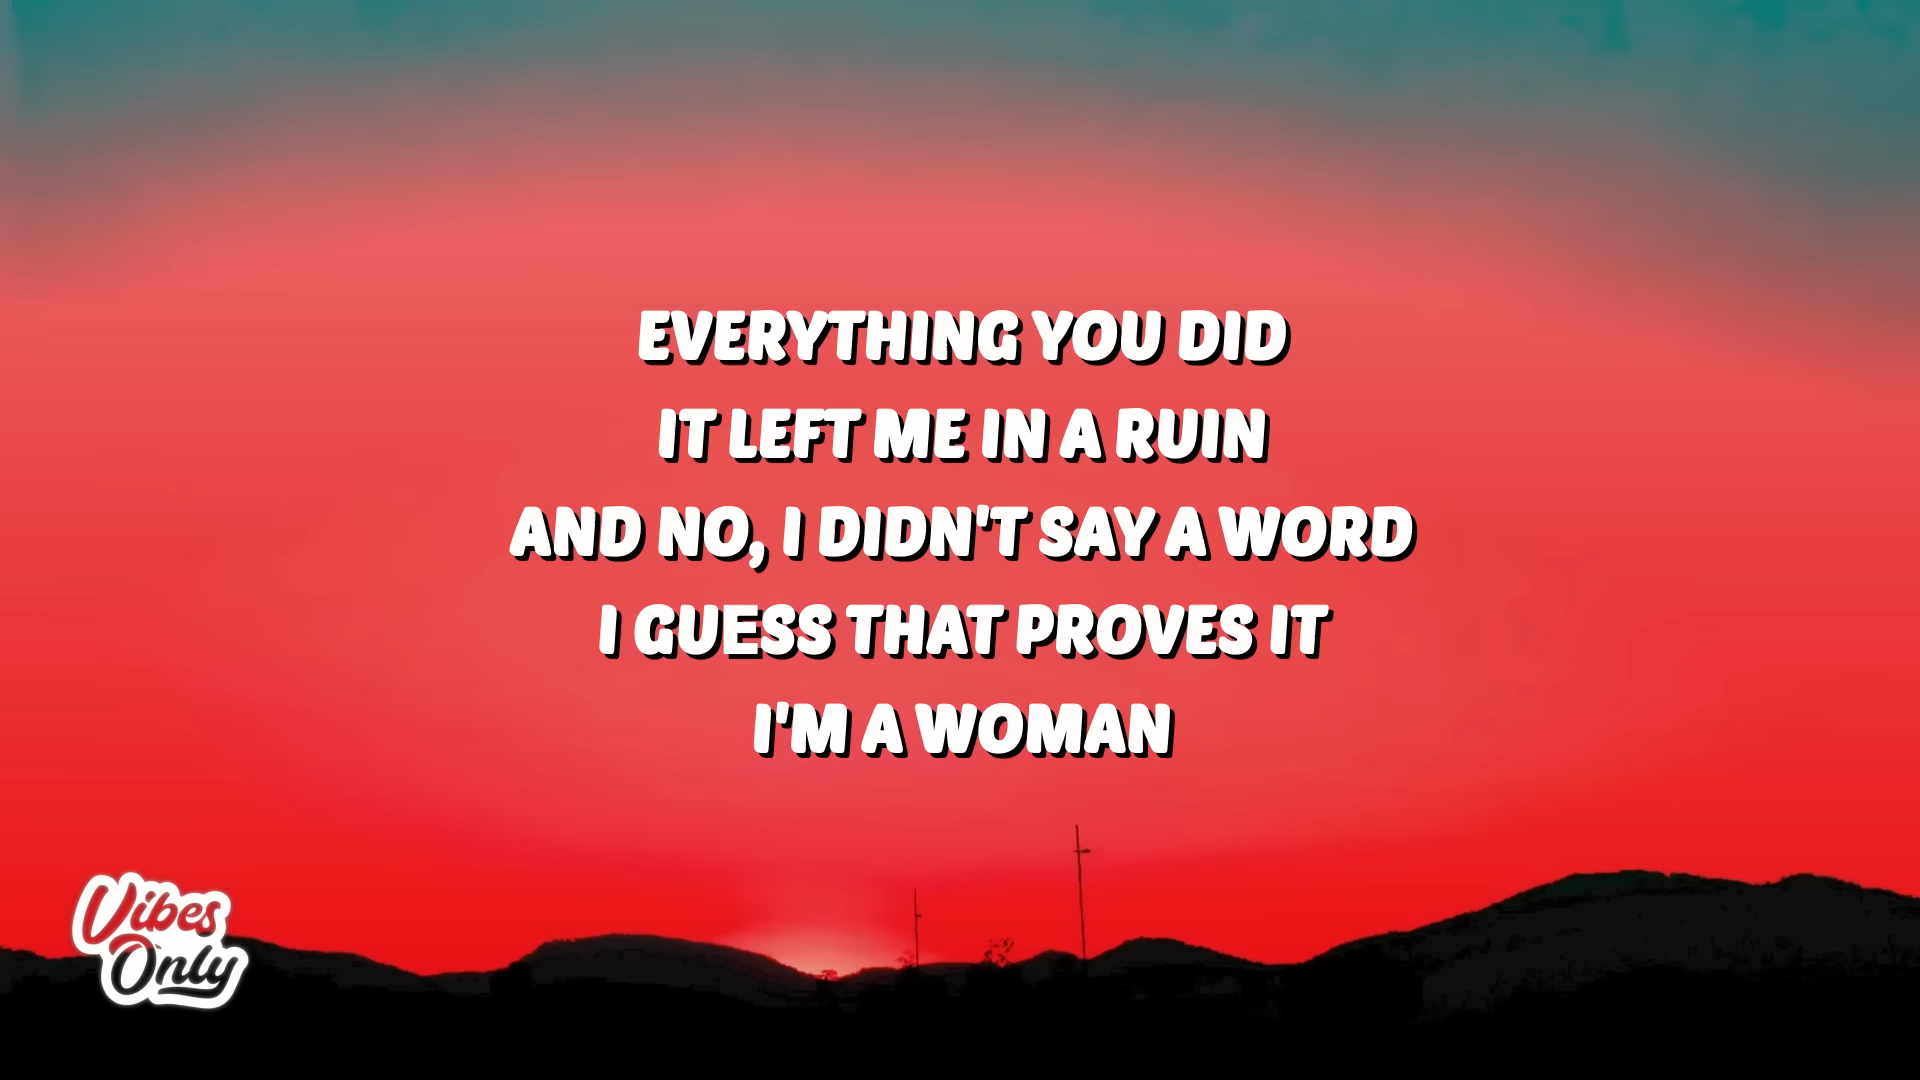 EVERYTHING YOU DID
IT LEFT ME IN A RUIN
AND NO, I DIDN'T SAY A WORD
I GUESS THAT PROVES IT
I'M A WOMAN
Vibes
Only